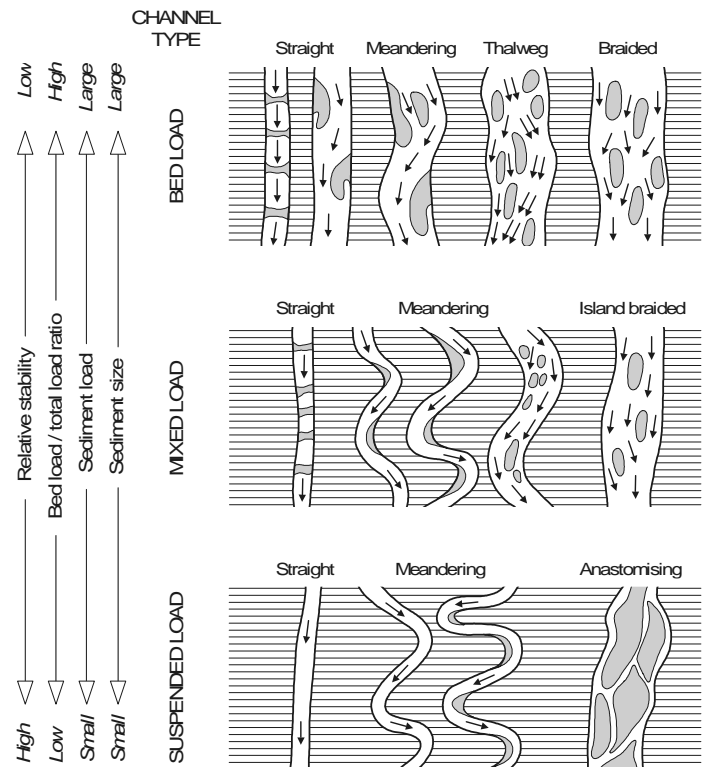 CHANNEL
TYPE
Straight Meandering Thalweg Braided
Low High Large Large
BED LOAD
Straight Meandering Island braided
Relative stability
Bed load / total load ratio
Sediment load
Sediment size
MIXED LOAD
Straight Meandering Anastomising
SUSPENDED LOAD
High Low Small Small